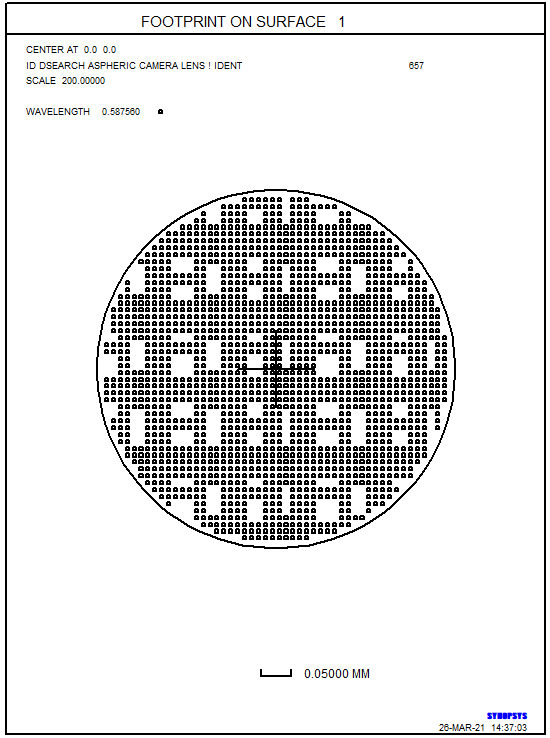 FOOTPRINT ON SURFACE 1
CENTER AT 0.0 0.0
ID DSEARCH ASPHERIC CAMERA LENS ! IDENT 657
SCALE 200.00000
WAVELENGTH 0.587560
0.05000 MM
SYNOPSYS
26-MAR-21 14:37:03